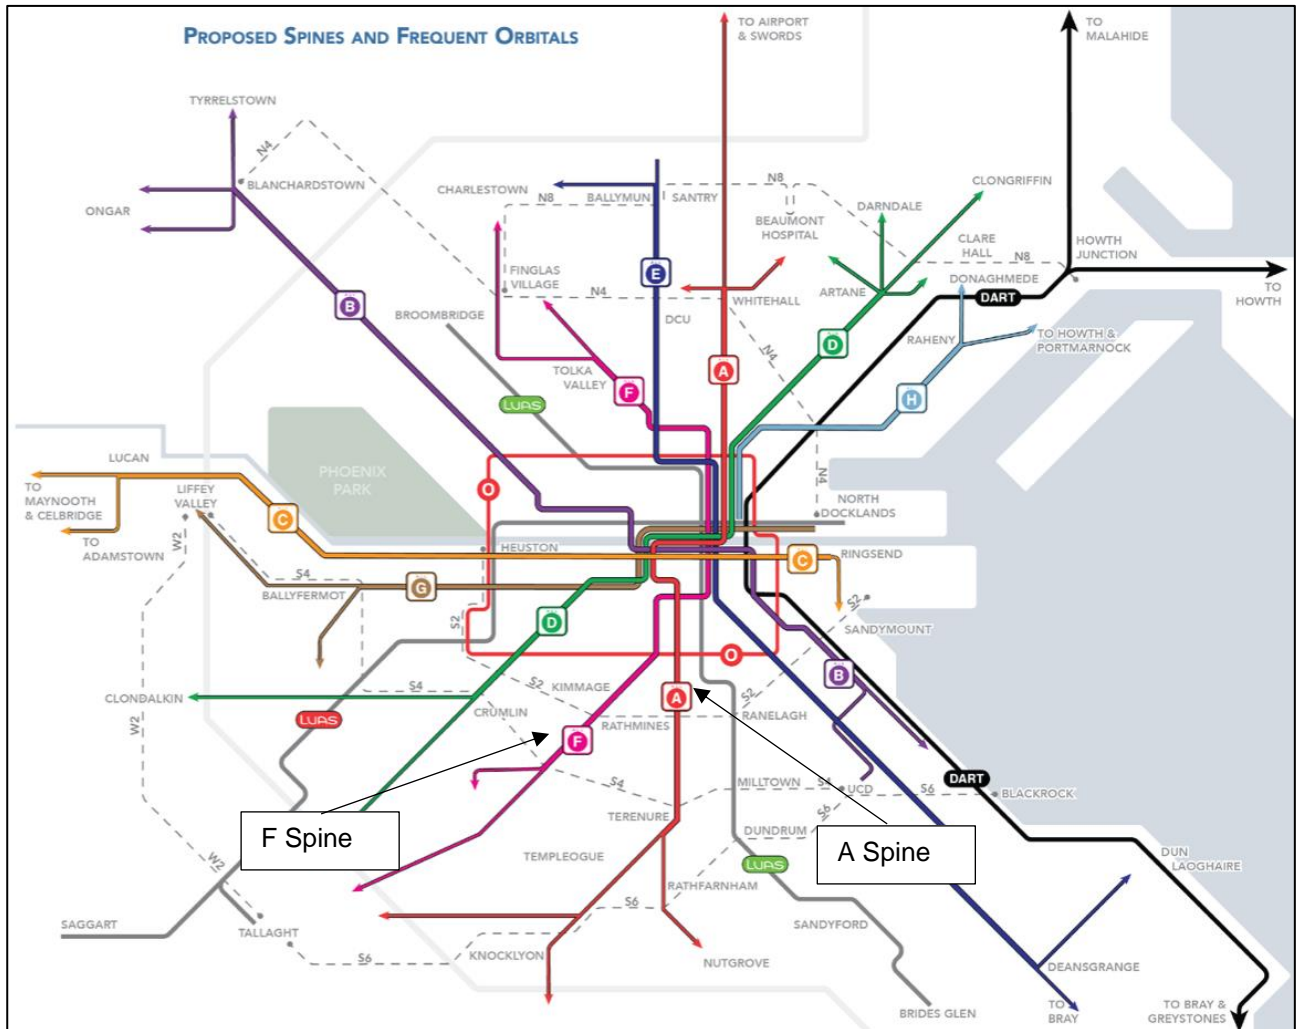 PROPOSED SPINES AND FREQUENT ORBITALS
TO AIRPORT
& SWORDS
TO
MALAHIDE
TYRRELSTOWN
N4
BLANCHARDSTOWN
ONGAR
CHARLESTOWN
N8
BALLYMUN
SANTRY
N8
BEAUMONT
HOSPITAL
DARNDALE
CLONGRIFFIN
CLARE
HALL
N8
HOWTH
JUNCTION
TO
HOWTH
FINGLAS
VILLAGE
E
N4
WHITEHALL
ARTANE
DONAGHMEDE
DART
B
BROOMBRIDGE
DCU
D
RAHENY
TO HOWTH &
PORTMARNOCK
N4
TOLKA
VALLEY
F
A
H
LUAS
LUCAN
PHOENIX
PARK
O
N4
TO
MAYNOOTH
& CELBRIDGE
LIFFEY
VALLEY
NORTH
DOCKLANDS
C
TO
ADAMSTOWN
W2
HEUSTON
C
RINGSEND
S4
BALLYFERMOT
G
S2
D
S2
SANDYMOUNT
O
B
CLONDALKIN
S4
S2
KIMMAGE
A
S2
W2
LUAS
CRUMLIN
RATHMINES
RANELAGH
F
S4
MILLTOWN
S4
UCD
S6
DART
BLACKROCK
F Spine
TERENURE
S6
DUNDRUM
A Spine
W2
TEMPLEOGUE
LUAS
DUN
LAOGHAIRE
RATHFARNHAM
SAGGART
TALLAGHT
S6
SANDYFORD
S6
KNOCKLYON
NUTGROVE
DEANSGRANGE
BRIDES GLEN
TO
BRAY
TO BRAY &
GREYSTONES